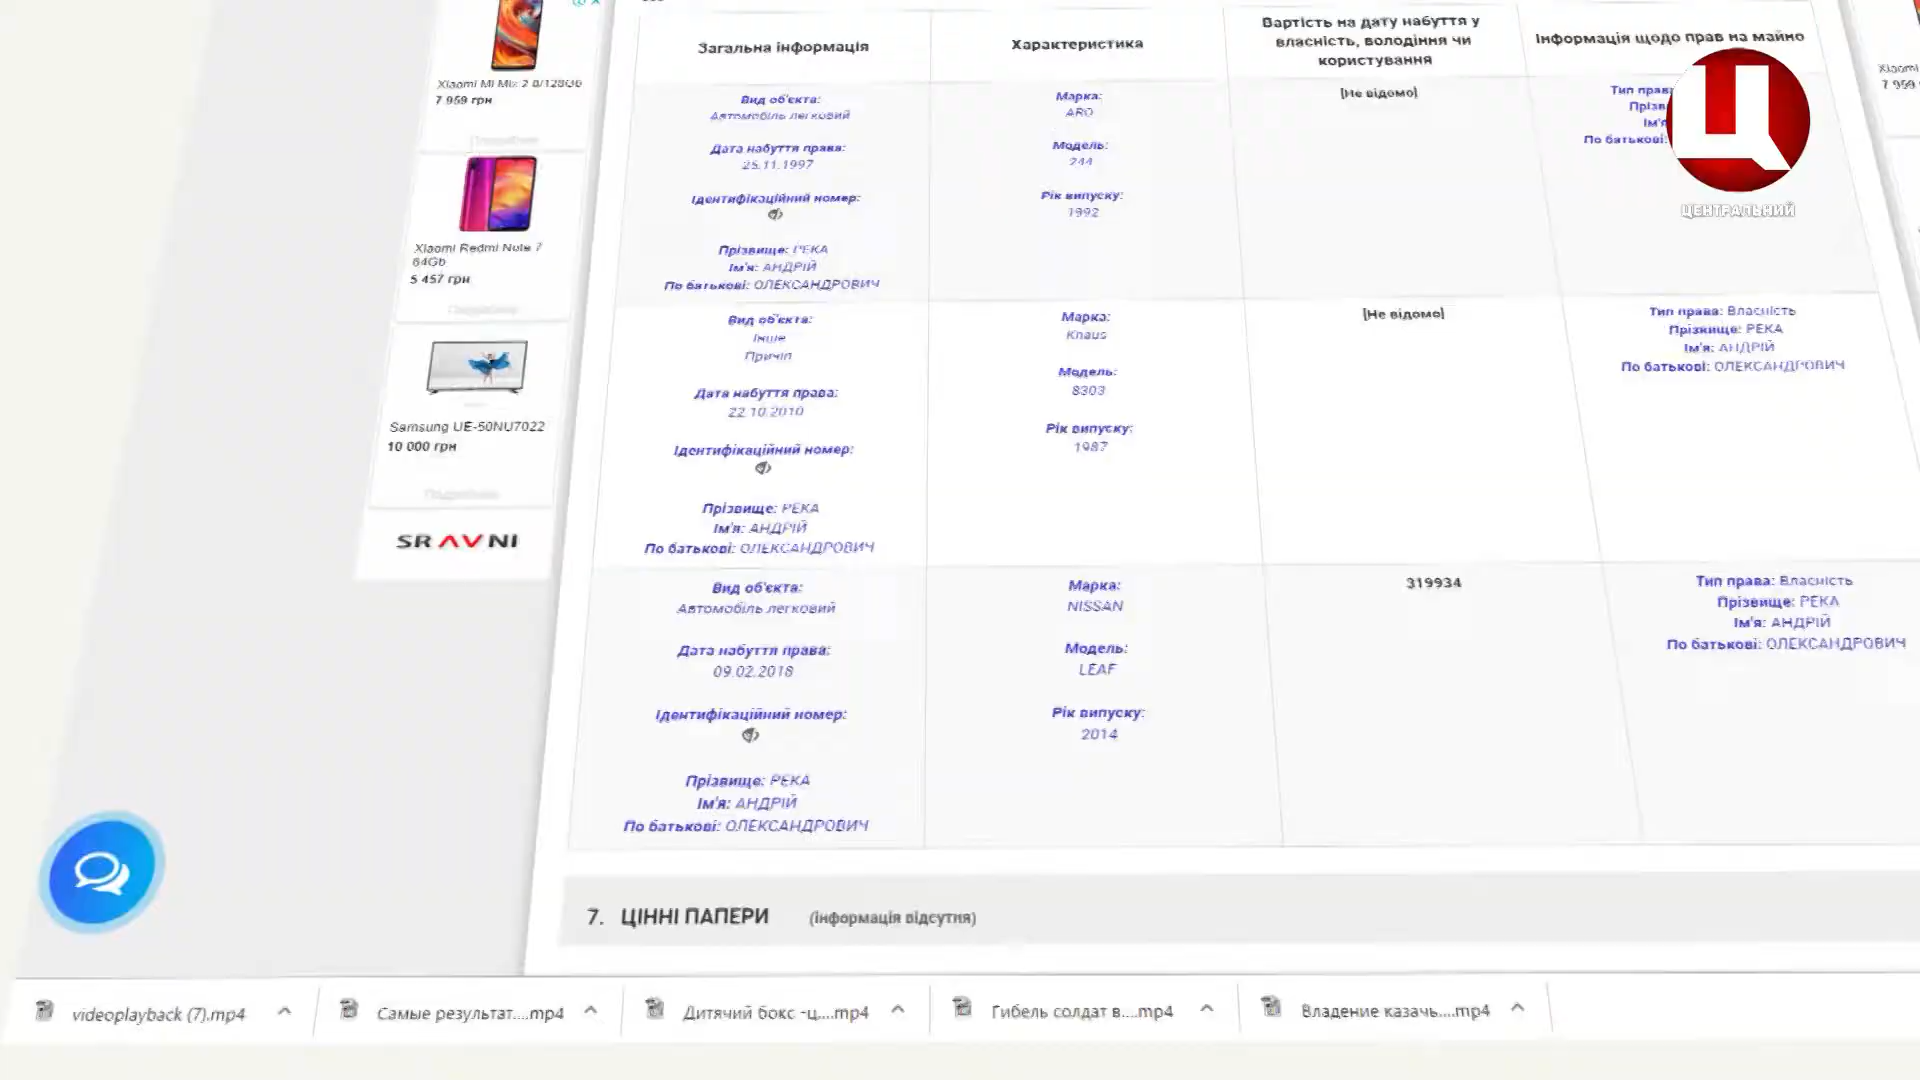 Xiaomi Mi Mix 2 8/128Gb
7 959 грн
Xiaomi Redmi Note 7
64Gb
5 457 грн
Samsung UE-50NU7022
10 000 грн
SRAVNI
Загальна інформація
Характеристика
Вартість на дату набуття у
власність, володіння чи
користування
Інформація щодо прав на майно
Вид об'єкта:
Автомобіль легковий
Дата набуття права:
25.11.1997
Ідентифікаційний номер:
Прізвище: РЕКА
Ім'я: АНДРІЙ
По батькові: ОЛЕКСАНДРОВИЧ
Марка:
ARO
Модель:
244
Рік випуску:
1992
[Не відомо]
Тип права:
По батькові:
ЦЕНТРАЛЬНИЙ
Вид об'єкта:
Інше
Причіп
Дата набуття права:
22.10.2010
Ідентифікаційний номер:
Прізвище: РЕКА
Ім'я: АНДРІЙ
По батькові: ОЛЕКСАНДРОВИЧ
Марка:
Knaus
Модель:
8303
Рік випуску:
1987
[Не відомо]
Тип права: Власність
Прізвище: РЕКА
Ім'я: АНДРІЙ
По батькові: ОЛЕКСАНДРОВИЧ
Вид об'єкта:
Автомобіль легковий
Дата набуття права:
09.02.2018
Ідентифікаційний номер:
Прізвище: РЕКА
Ім'я: АНДРІЙ
По батькові: ОЛЕКСАНДРОВИЧ
Марка:
NISSAN
Модель:
LEAF
Рік випуску:
2014
319934
Тип права: Власність
Прізвище: РЕКА
Ім'я: АНДРІЙ
По батькові: ОЛЕКСАНДРОВИЧ
7. ЦІННІ ПАПЕРИ (інформація відсутня)
videoplayback (7).mp4
Самые результат....mp4
Дитячий бокс -ц....mp4
Гибель солдат в....mp4
Владение казачь....mp4